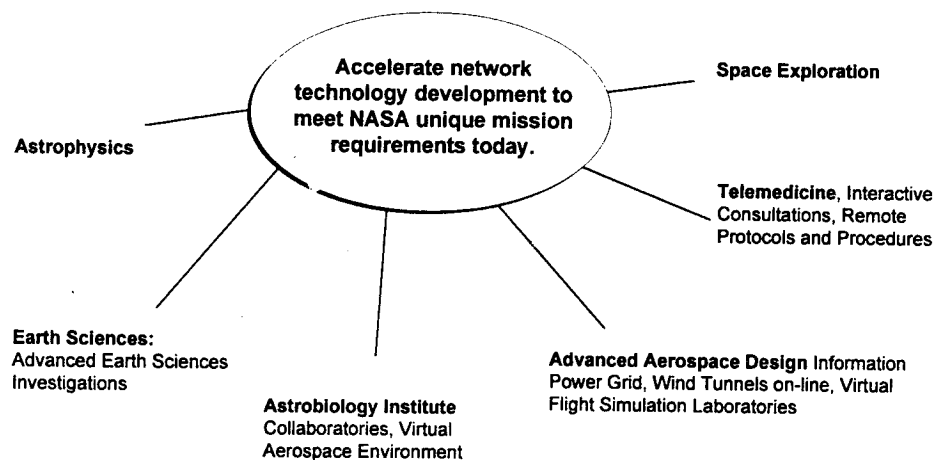 Accelerate network
technology development to
meet NASA unique mission
requirements today.
Space Exploration
Astrophysics
Telemedicine, Interactive
Consultations, Remote
Protocols and Procedures
Earth Sciences:
Advanced Earth Sciences
Investigations
Advanced Aerospace Design Information
Power Grid, Wind Tunnels on-line, Virtual
Flight Simulation Laboratories
Astrobiology Institute
Collaboratories, Virtual
Aerospace Environment